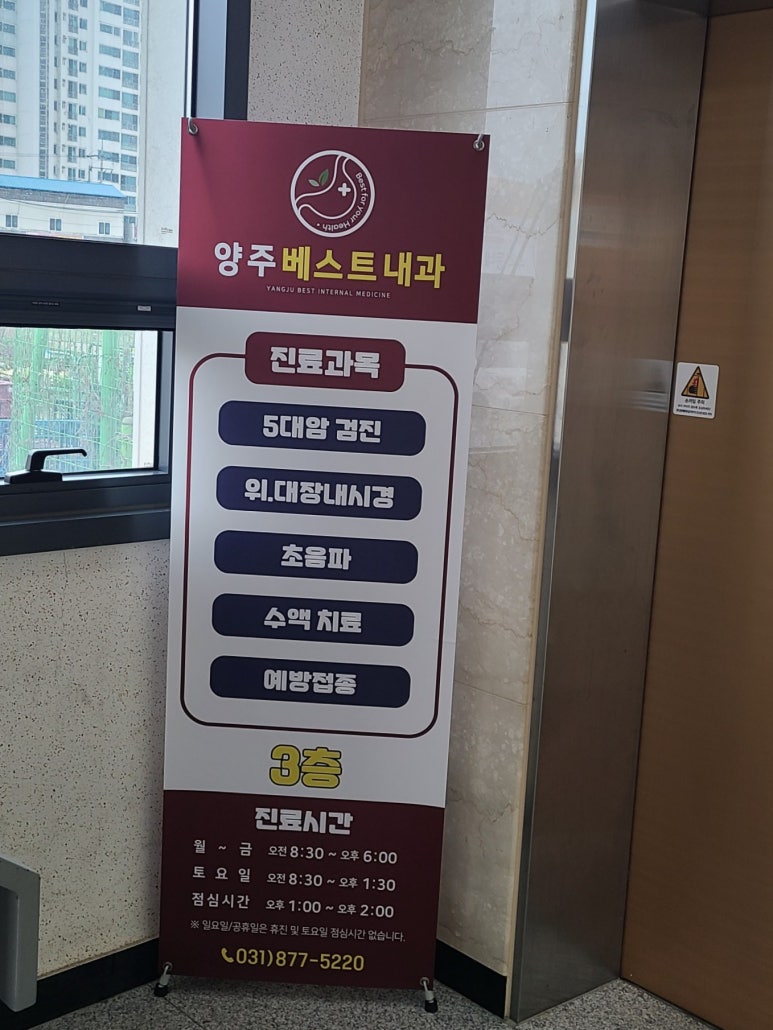 Best for your Health
양주베스트내과
YANGJU BEST INTERNAL MEDICINE
진료과목
5대암 검진
위.대장내시경
초음파
수액 치료
예방접종
3층
진료시간
월 ~ 금 오전 8:30 ~ 오후 6:00
토요일 오전 8:30 ~ 오후 1:30
점심시간 오후 1:00 ~ 오후 2:00
※ 일요일/공휴일은 휴진 및 토요일 점심시간 없습니다.
031)877-5220
손끼임 주의